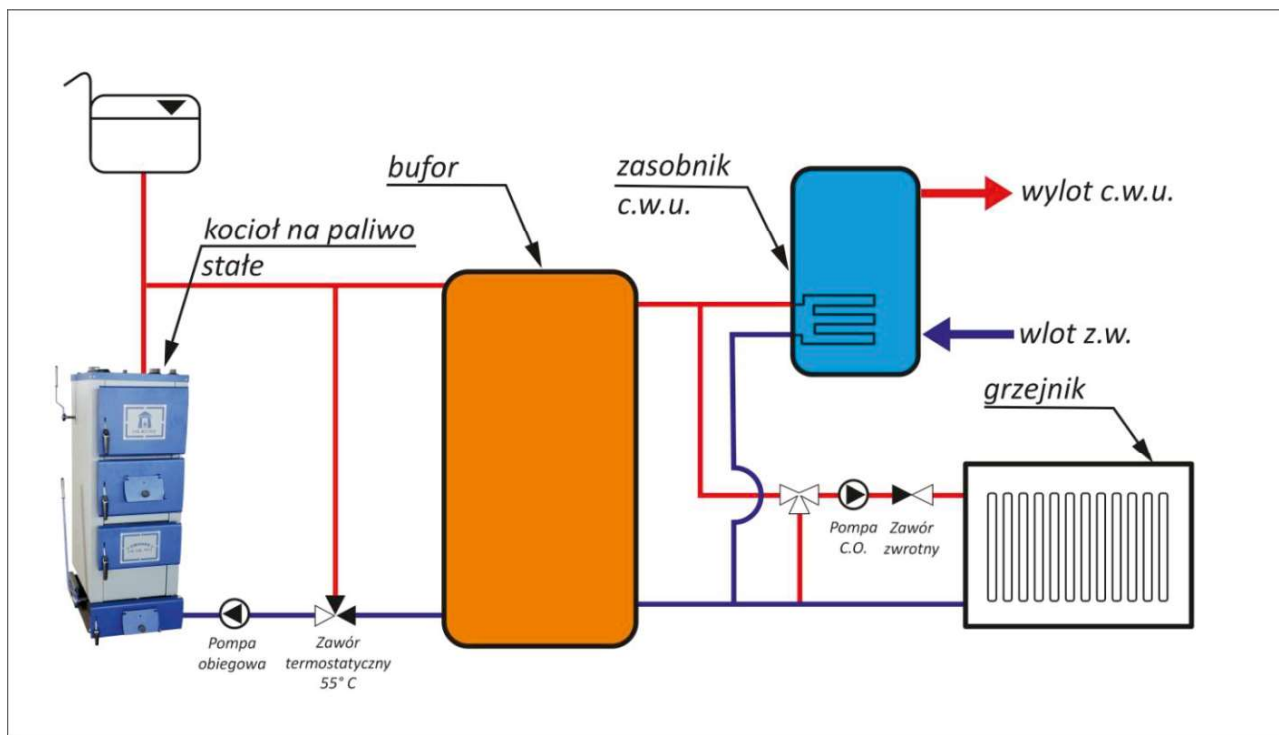 bufor
zasobnik
c.w.u.
wylot c.w.u.
kocioł na paliwo
stałe
wlot z.w.
grzejnik
Pompa
C.O.
Zawór
zwrotny
Pompa
obiegowa
Zawór
termostatyczny
55° C